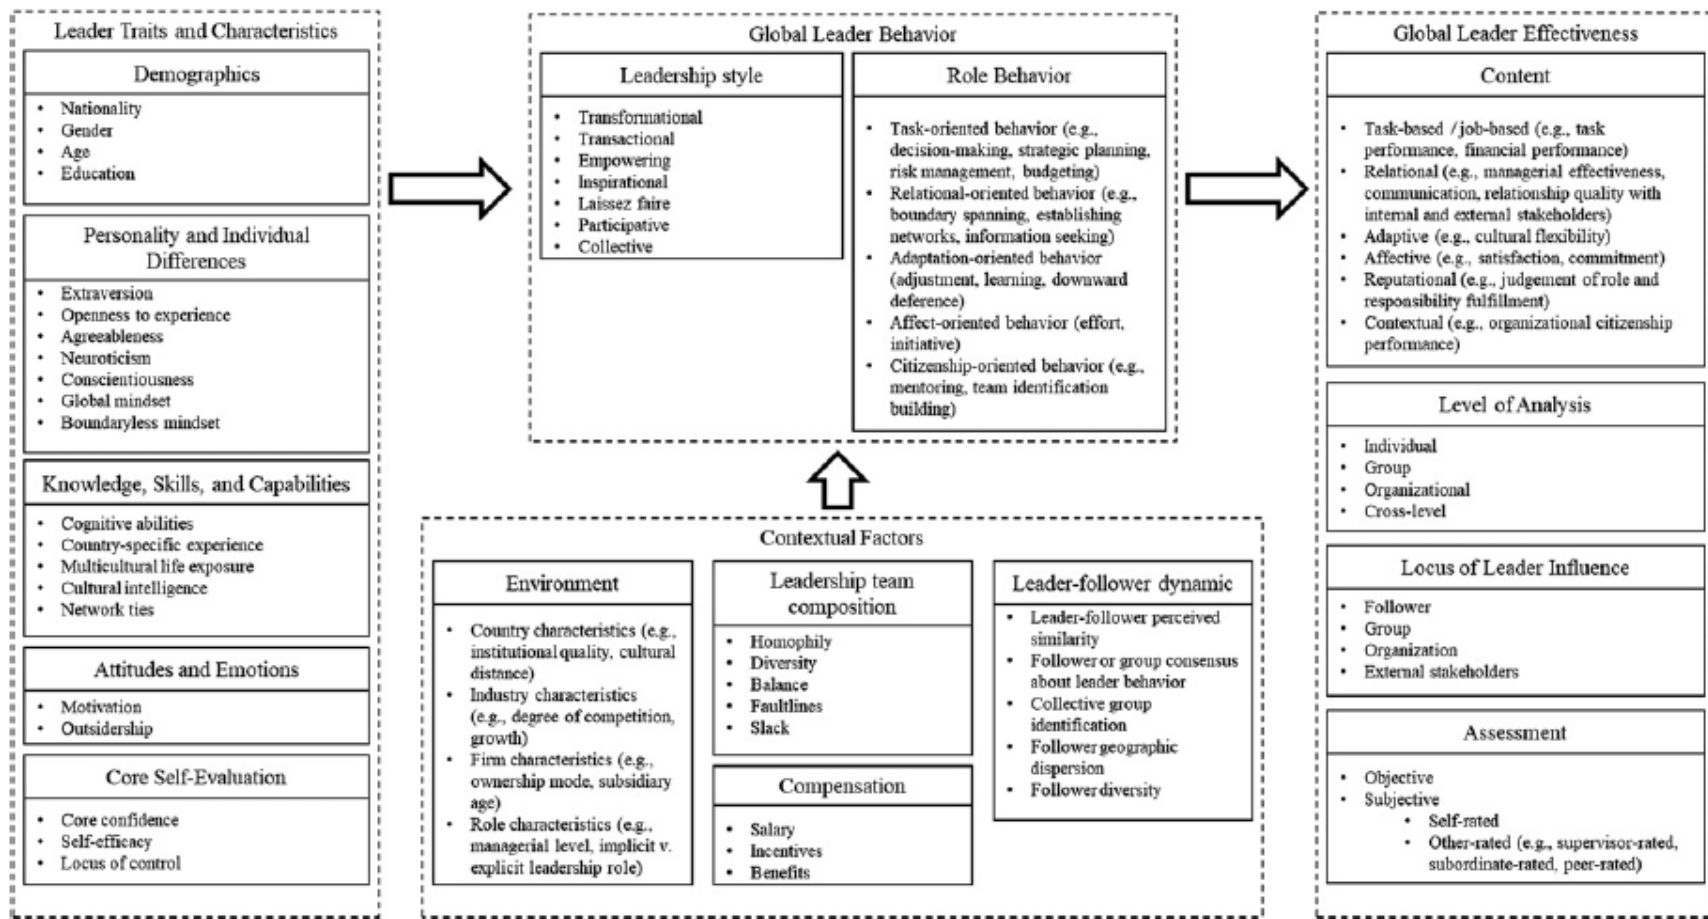 Leader Traits and Characteristics
Demographics
• Nationality
• Gender
• Age
• Education
Personality and Individual
Differences
• Extraversion
• Openness to experience
• Agreeableness
• Neuroticism
• Conscientiousness
• Global mindset
• Boundaryless mindset
Knowledge, Skills, and Capabilities
• Cognitive abilities
• Country-specific experience
• Multicultural life exposure
• Cultural intelligence
• Network ties
Attitudes and Emotions
• Motivation
• Outsidership
Core Self-Evaluation
• Core confidence
• Self-efficacy
• Locus of control
Global Leader Behavior
Leadership style
• Transformational
• Transactional
• Empowering
• Inspirational
• Laissez faire
• Participative
• Collective
Role Behavior
• Task-oriented behavior (e.g.,
decision-making, strategic planning,
risk management, budgeting)
• Relational-oriented behavior (e.g.,
boundary spanning, establishing
networks, information seeking)
• Adaptation-oriented behavior
(adjustment, learning, downward
deference)
• Affect-oriented behavior (effort,
initiative)
• Citizenship-oriented behavior (e.g.,
mentoring, team identification
building)
Contextual Factors
Environment
• Country characteristics (e.g.,
institutional quality, cultural
distance)
• Industry characteristics
(e.g., degree of competition,
growth)
• Firm characteristics (e.g.,
ownership mode, subsidiary
age)
• Role characteristics (e.g.,
managerial level, implicit v.
explicit leadership role)
Leadership team
composition
• Homophily
• Diversity
• Balance
• Faultlines
• Slack
Compensation
• Salary
• Incentives
• Benefits
Leader-follower dynamic
• Leader-follower perceived
similarity
• Follower or group consensus
about leader behavior
• Collective group
identification
• Follower geographic
dispersion
• Follower diversity
Global Leader Effectiveness
Content
• Task-based / job-based (e.g., task
performance, financial performance)
• Relational (e.g., managerial effectiveness,
communication, relationship quality with
internal and external stakeholders)
• Adaptive (e.g., cultural flexibility)
• Affective (e.g., satisfaction, commitment)
• Reputational (e.g., judgement of role and
responsibility fulfillment)
• Contextual (e.g., organizational citizenship
performance)
Level of Analysis
• Individual
• Group
• Organizational
• Cross-level
Locus of Leader Influence
• Follower
• Group
• Organization
• External stakeholders
Assessment
• Objective
• Subjective
• Self-rated
• Other-rated (e.g., supervisor-rated,
subordinate-rated, peer-rated)